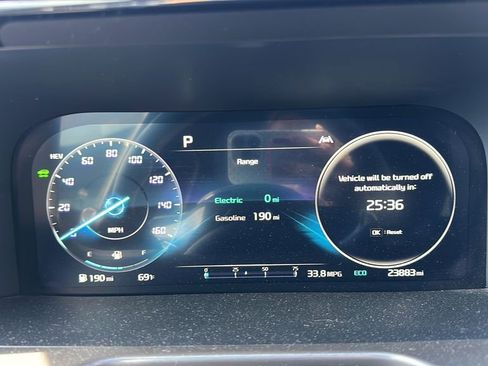 P
HEV
80
100
60
120
40
140
20
160
0
MPH
E
F
190 mi
69°F
Range
Electric 0 mi
Gasoline 190 mi
0 25 50 75
33.8 MPG
Vehicle will be turned off
automatically in:
25:36
OK : Reset
ECO
23883 mi